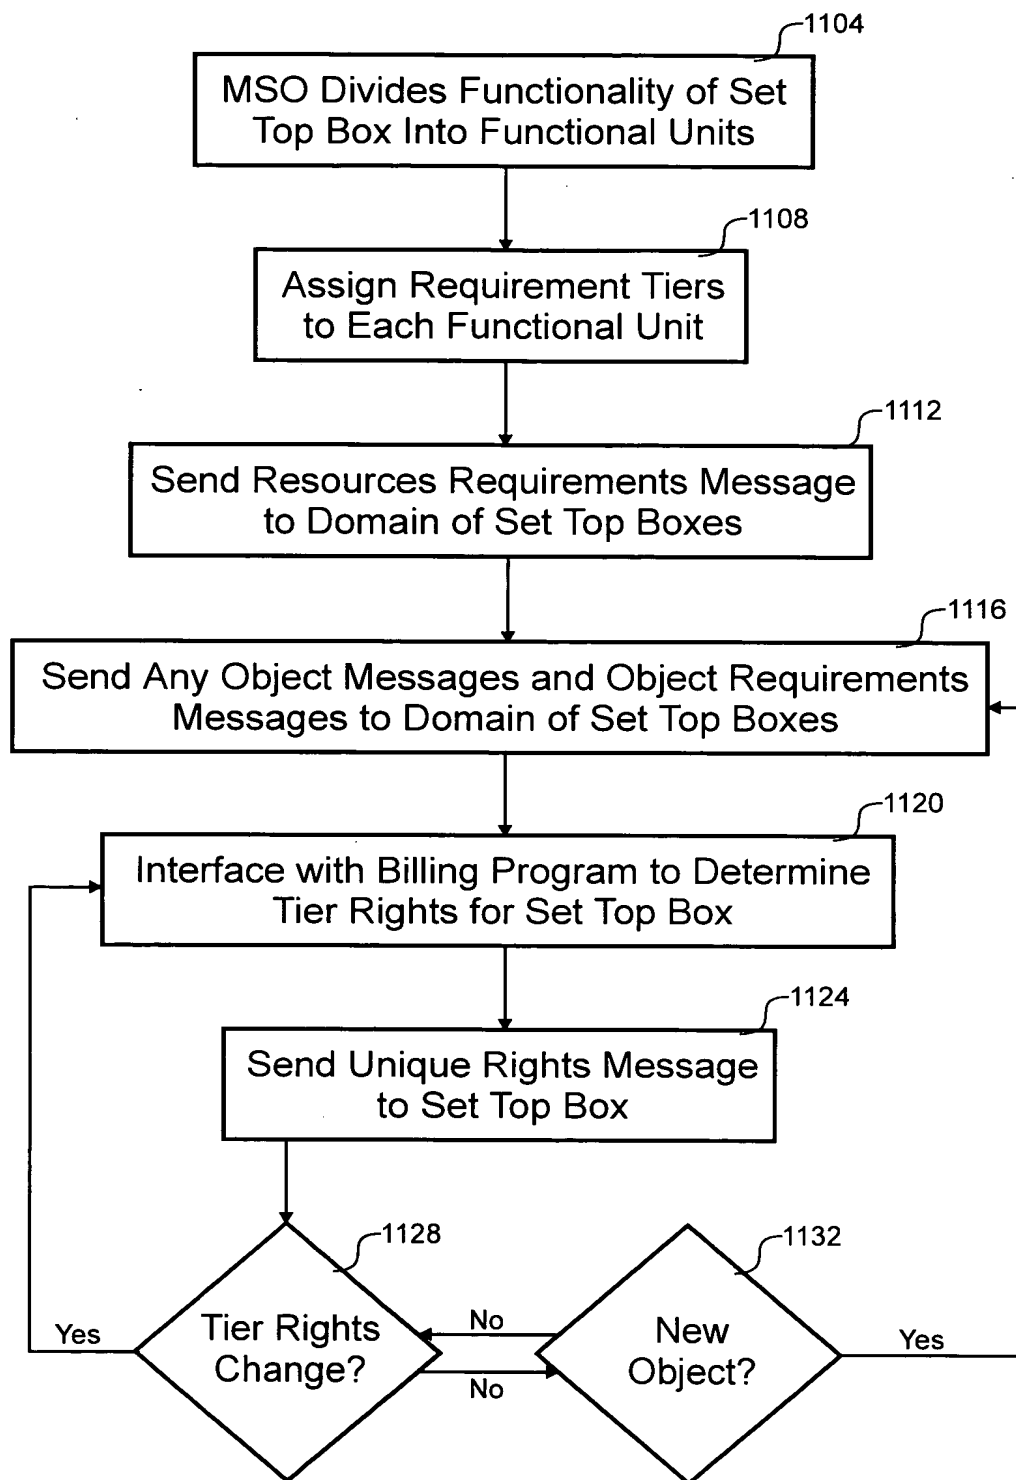 1104
MSO Divides Functionality of Set
Top Box Into Functional Units
1108
Assign Requirement Tiers
to Each Functional Unit
1112
Send Resources Requirements Message
to Domain of Set Top Boxes
1116
Send Any Object Messages and Object Requirements
Messages to Domain of Set Top Boxes
1120
Interface with Billing Program to Determine
Tier Rights for Set Top Box
1124
Send Unique Rights Message
to Set Top Box
1128
1132
Yes
Tier Rights
Change?
No
No
New
Object?
Yes